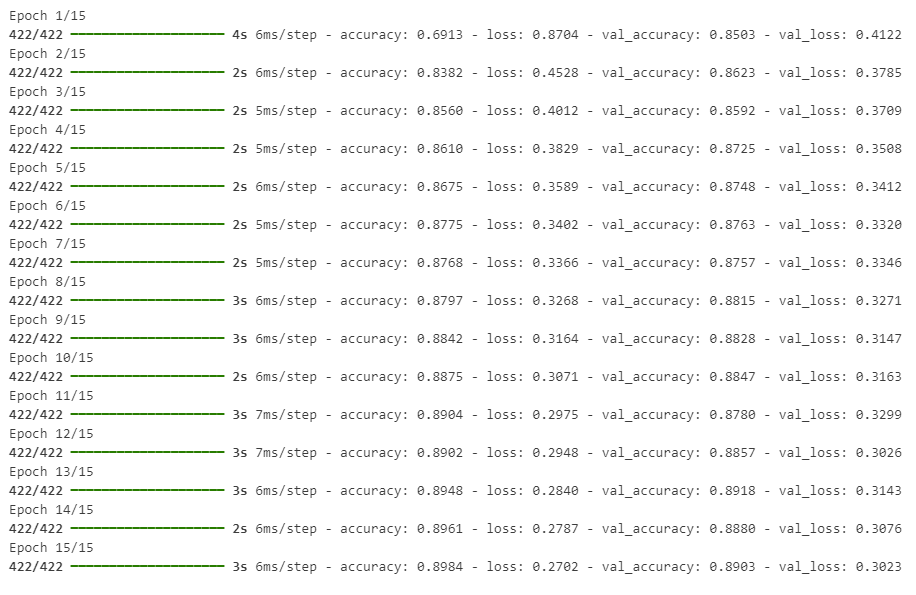 Epoch 1/15
422/422 ━━━━━━━━━━━━━━━━━━━━ 4s 6ms/step - accuracy: 0.6913 - loss: 0.8704 - val_accuracy: 0.8503 - val_loss: 0.4122
Epoch 2/15
422/422 ━━━━━━━━━━━━━━━━━━━━ 2s 6ms/step - accuracy: 0.8382 - loss: 0.4528 - val_accuracy: 0.8623 - val_loss: 0.3785
Epoch 3/15
422/422 ━━━━━━━━━━━━━━━━━━━━ 2s 5ms/step - accuracy: 0.8560 - loss: 0.4012 - val_accuracy: 0.8592 - val_loss: 0.3709
Epoch 4/15
422/422 ━━━━━━━━━━━━━━━━━━━━ 2s 5ms/step - accuracy: 0.8610 - loss: 0.3829 - val_accuracy: 0.8725 - val_loss: 0.3508
Epoch 5/15
422/422 ━━━━━━━━━━━━━━━━━━━━ 2s 6ms/step - accuracy: 0.8675 - loss: 0.3589 - val_accuracy: 0.8748 - val_loss: 0.3412
Epoch 6/15
422/422 ━━━━━━━━━━━━━━━━━━━━ 2s 5ms/step - accuracy: 0.8775 - loss: 0.3402 - val_accuracy: 0.8763 - val_loss: 0.3320
Epoch 7/15
422/422 ━━━━━━━━━━━━━━━━━━━━ 2s 5ms/step - accuracy: 0.8768 - loss: 0.3366 - val_accuracy: 0.8757 - val_loss: 0.3346
Epoch 8/15
422/422 ━━━━━━━━━━━━━━━━━━━━ 3s 6ms/step - accuracy: 0.8797 - loss: 0.3268 - val_accuracy: 0.8815 - val_loss: 0.3271
Epoch 9/15
422/422 ━━━━━━━━━━━━━━━━━━━━ 3s 6ms/step - accuracy: 0.8842 - loss: 0.3164 - val_accuracy: 0.8828 - val_loss: 0.3147
Epoch 10/15
422/422 ━━━━━━━━━━━━━━━━━━━━ 2s 6ms/step - accuracy: 0.8875 - loss: 0.3071 - val_accuracy: 0.8847 - val_loss: 0.3163
Epoch 11/15
422/422 ━━━━━━━━━━━━━━━━━━━━ 3s 7ms/step - accuracy: 0.8904 - loss: 0.2975 - val_accuracy: 0.8780 - val_loss: 0.3299
Epoch 12/15
422/422 ━━━━━━━━━━━━━━━━━━━━ 3s 7ms/step - accuracy: 0.8902 - loss: 0.2948 - val_accuracy: 0.8857 - val_loss: 0.3026
Epoch 13/15
422/422 ━━━━━━━━━━━━━━━━━━━━ 3s 6ms/step - accuracy: 0.8948 - loss: 0.2840 - val_accuracy: 0.8918 - val_loss: 0.3143
Epoch 14/15
422/422 ━━━━━━━━━━━━━━━━━━━━ 2s 6ms/step - accuracy: 0.8961 - loss: 0.2787 - val_accuracy: 0.8880 - val_loss: 0.3076
Epoch 15/15
422/422 ━━━━━━━━━━━━━━━━━━━━ 3s 6ms/step - accuracy: 0.8984 - loss: 0.2702 - val_accuracy: 0.8903 - val_loss: 0.3023